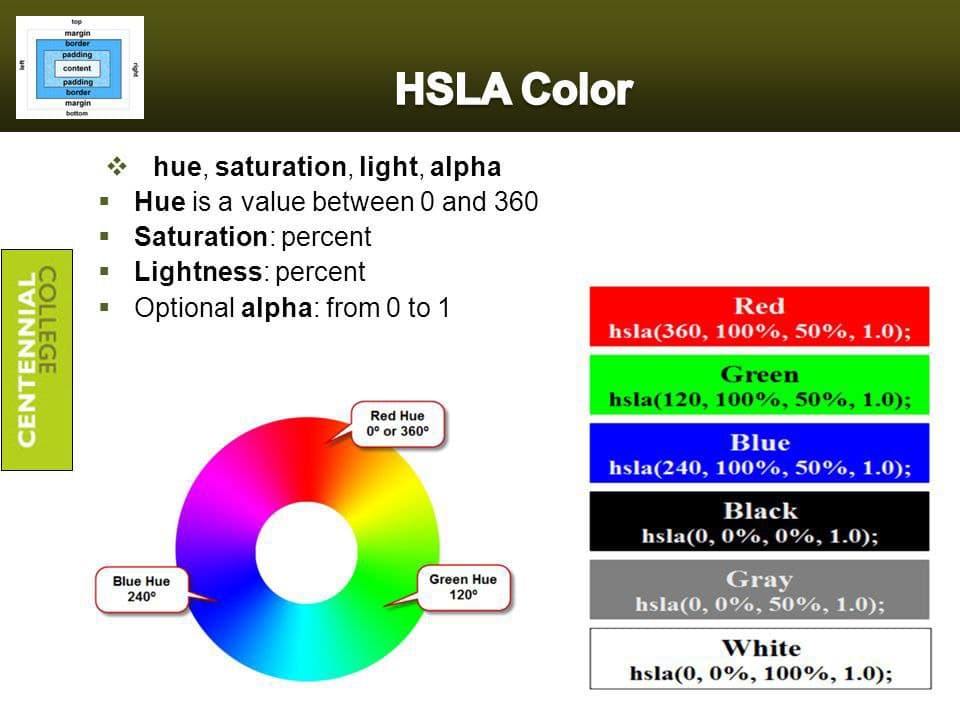 top
margin
border
padding
content
padding
border
margin
bottom
left
right
HSLA Color
hue, saturation, light, alpha
Hue is a value between 0 and 360
Saturation: percent
Lightness: percent
Optional alpha: from 0 to 1
CENTENNIAL
COLLEGE
Red Hue
0º or 360º
Blue Hue
240º
Green Hue
120º
Red
hsla(360, 100%, 50%, 1.0);
Green
hsla(120, 100%, 50%, 1.0);
Blue
hsla(240, 100%, 50%, 1.0);
Black
hsla(0, 0%, 0%, 1.0);
Gray
hsla(0, 0%, 50%, 1.0);
White
hsla(0, 0%, 100%, 1.0);